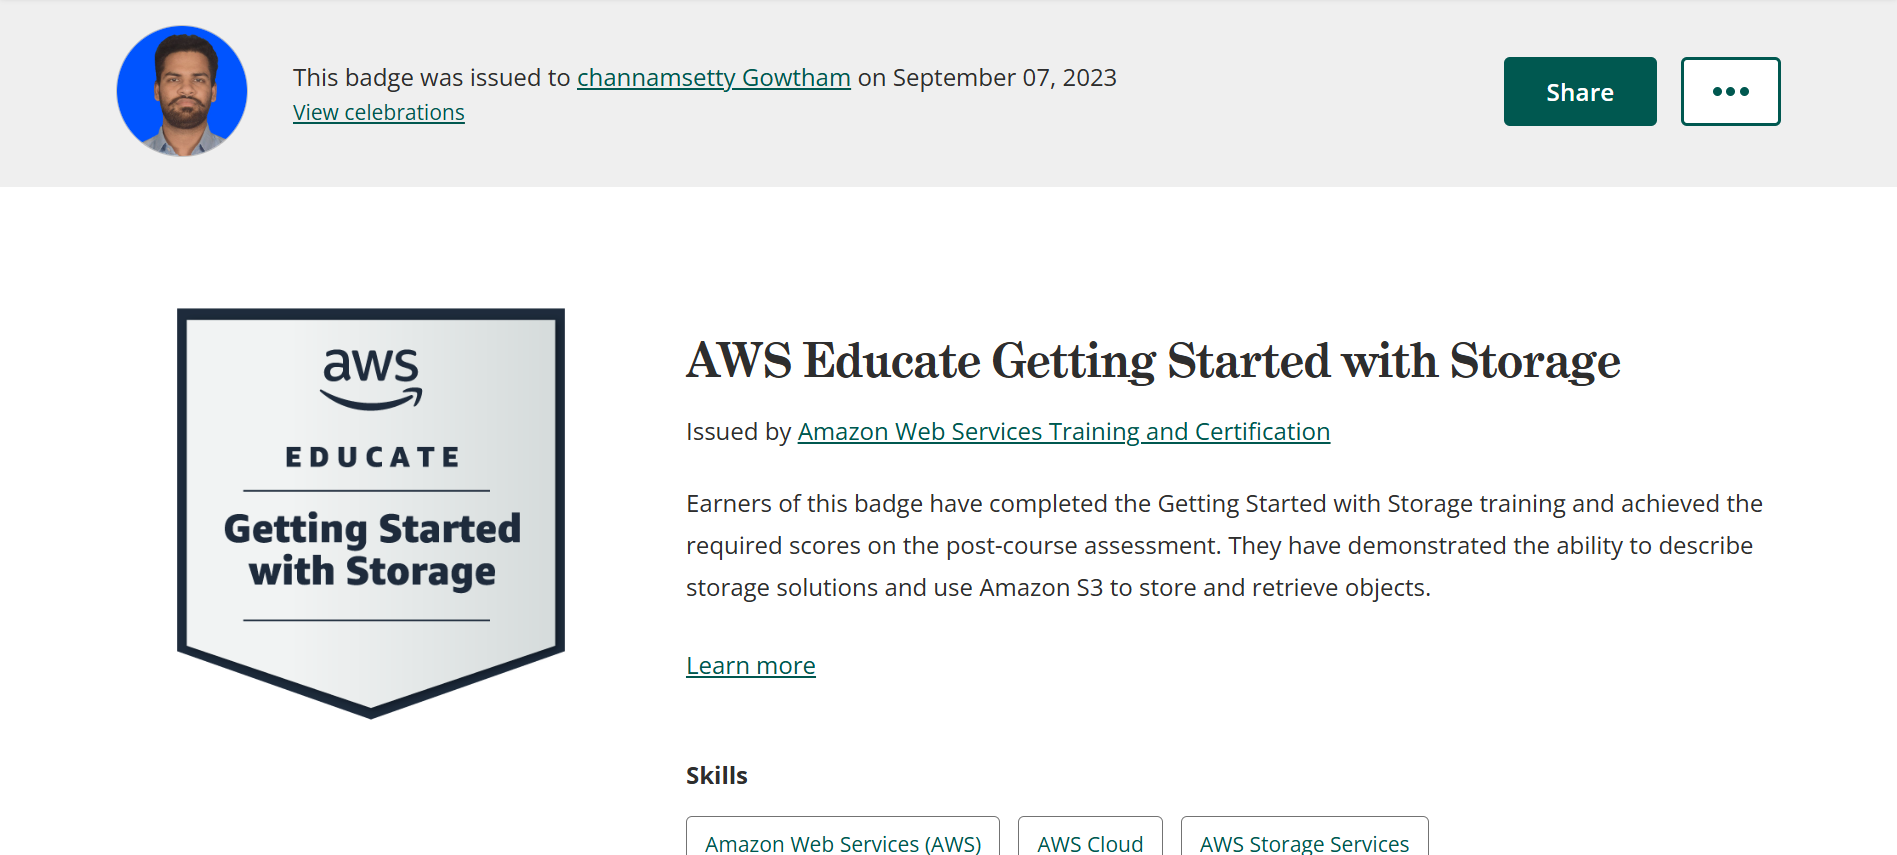 This badge was issued to channamsetty Gowtham on September 07, 2023
View celebrations
Share
aws
EDUCATE
Getting Started
with Storage
AWS Educate Getting Started with Storage
Issued by Amazon Web Services Training and Certification
Earners of this badge have completed the Getting Started with Storage training and achieved the
required scores on the post-course assessment. They have demonstrated the ability to describe
storage solutions and use Amazon S3 to store and retrieve objects.
Learn more
Skills
Amazon Web Services (AWS)
AWS Cloud
AWS Storage Services